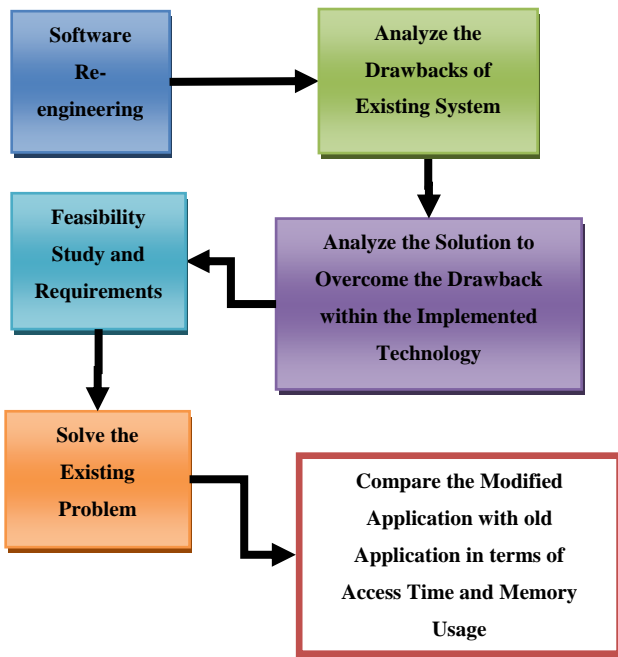 Software
Re-
engineering
Analyze the
Drawbacks of
Existing System
Analyze the Solution to
Overcome the Drawback
within the Implemented
Technology
Feasibility
Study and
Requirements
Solve the
Existing
Problem
Compare the Modified
Application with old
Application in terms of
Access Time and Memory
Usage